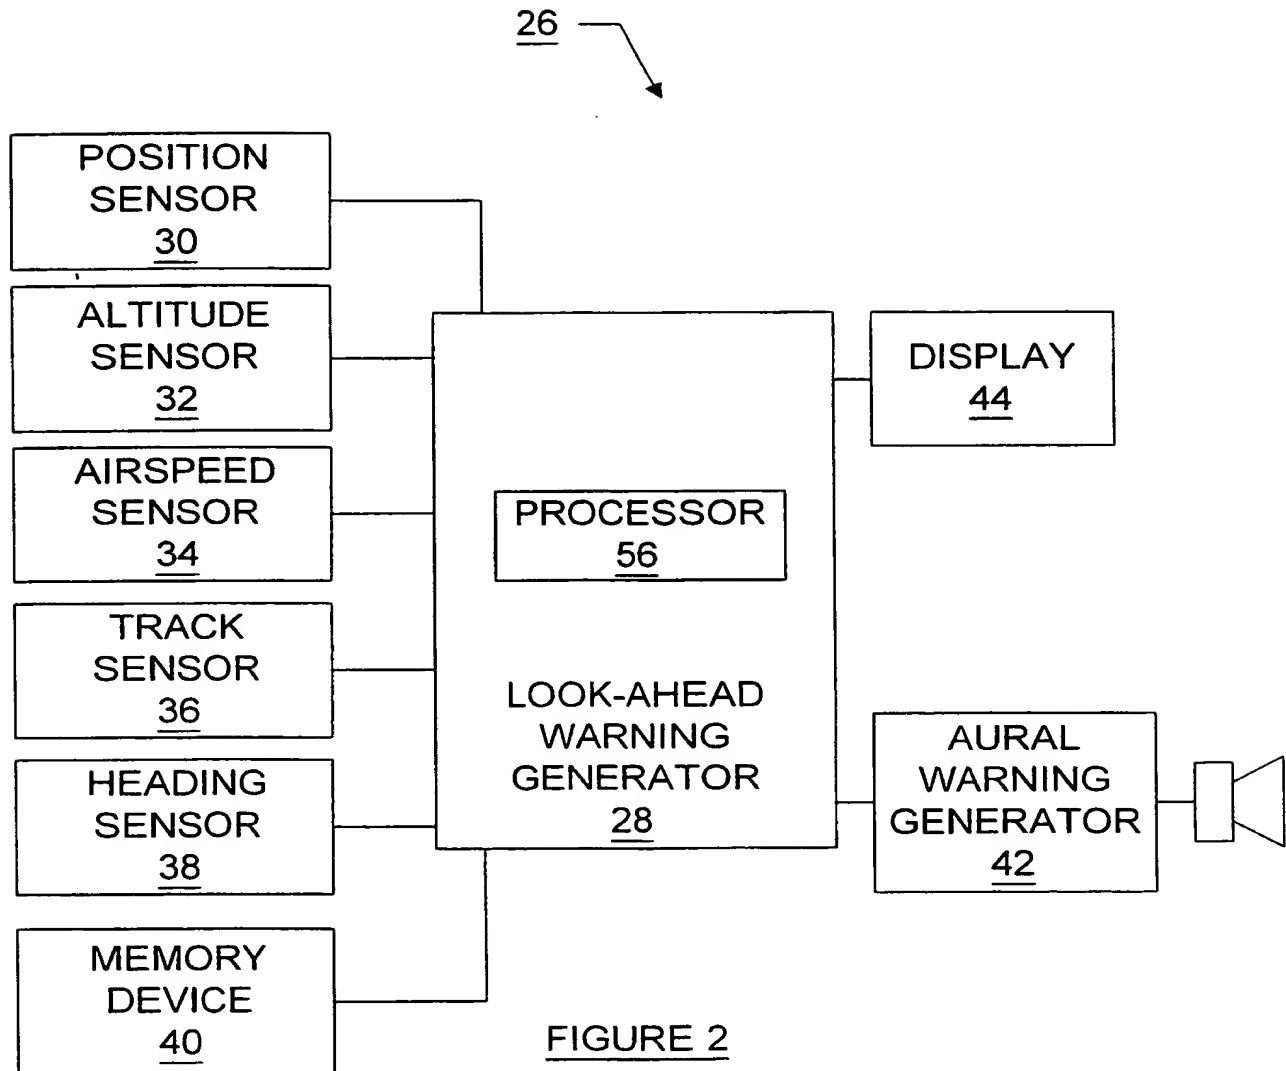 26
POSITION
SENSOR
30
ALTITUDE
SENSOR
32
AIRSPEED
SENSOR
34
TRACK
SENSOR
36
HEADING
SENSOR
38
MEMORY
DEVICE
40
PROCESSOR
56
LOOK-AHEAD
WARNING
GENERATOR
28
DISPLAY
44
AURAL
WARNING
GENERATOR
42
FIGURE 2